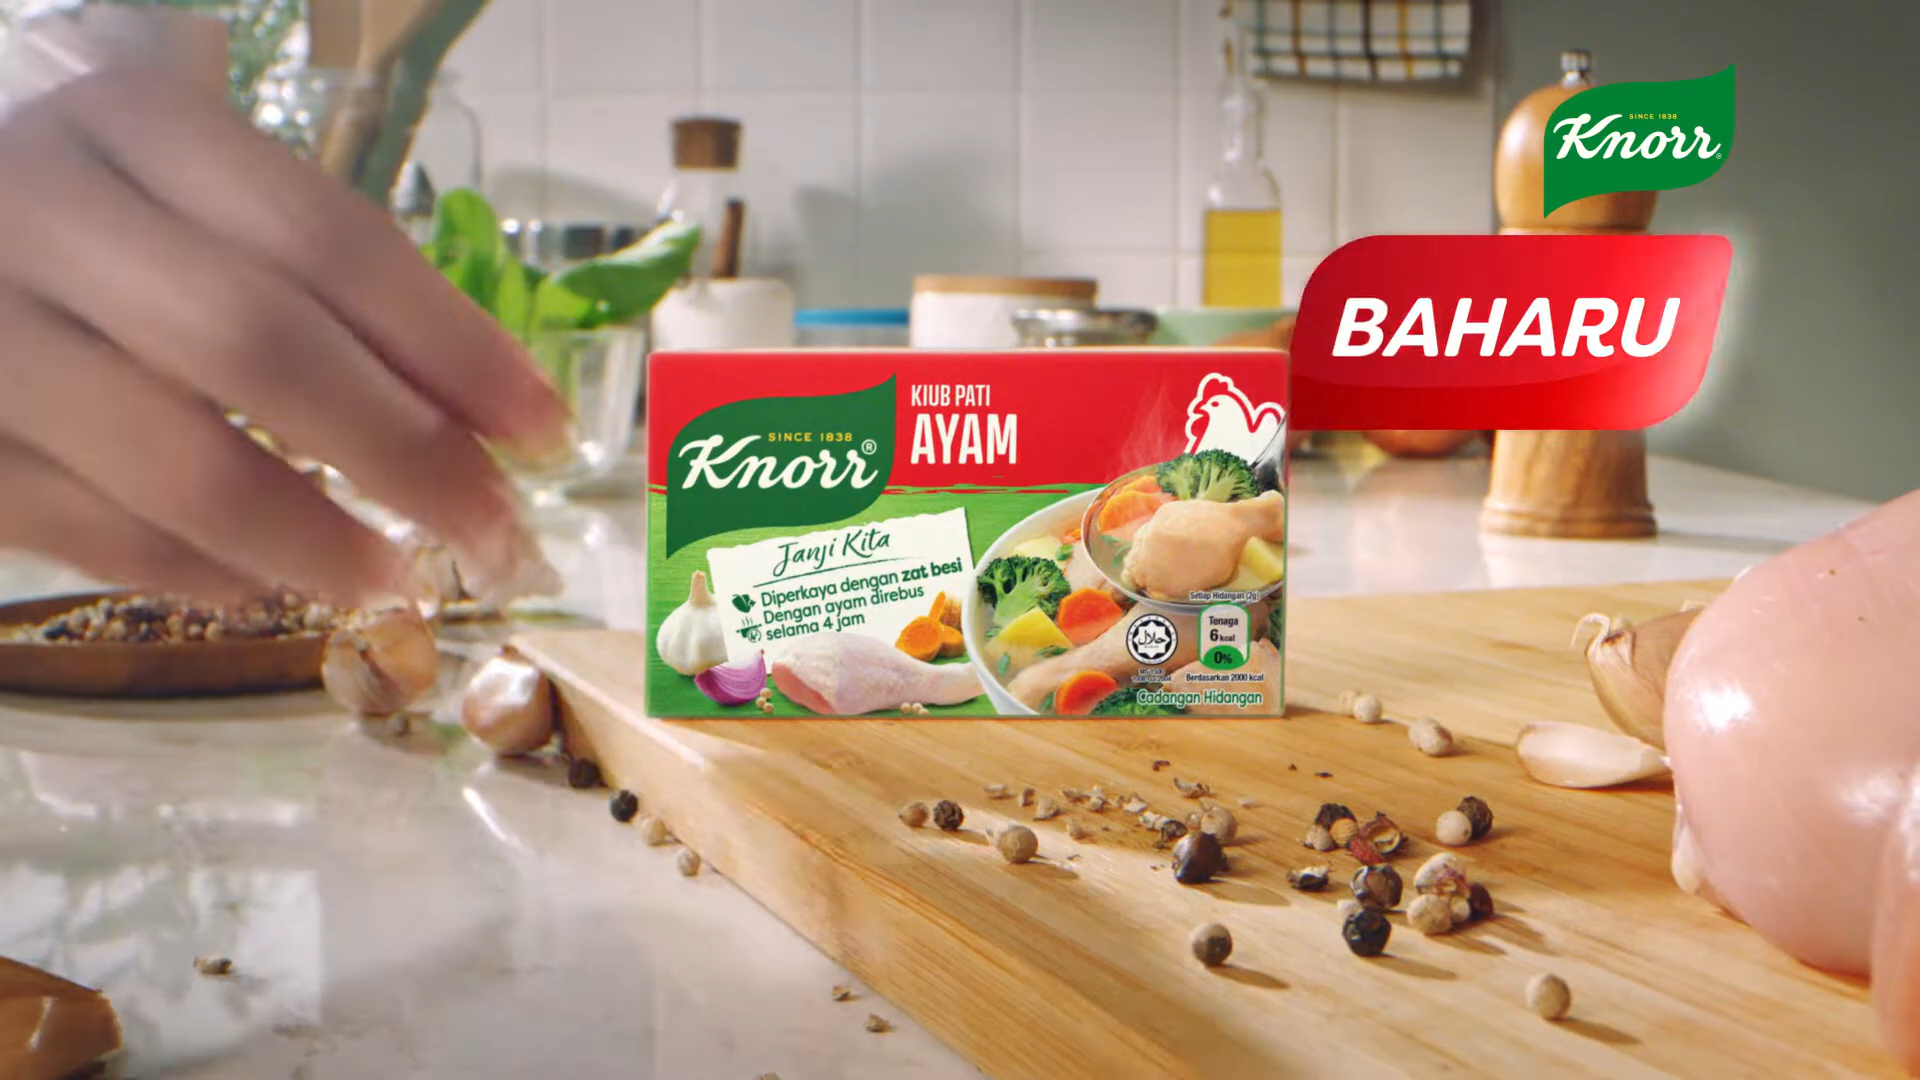 SINCE 1838
Knorr
BAHARU
KIUB PATI
AYAM
SINCE 1838
Knorr®
Janji Kita
Diperkaya dengan zat besi
Dengan ayam direbus
selama 4 jam
Setiap Hidangan (2g)
Tenaga
6 kcal
0%
Berdasarkan 2000 kcal
حلال
Cadangan Hidangan